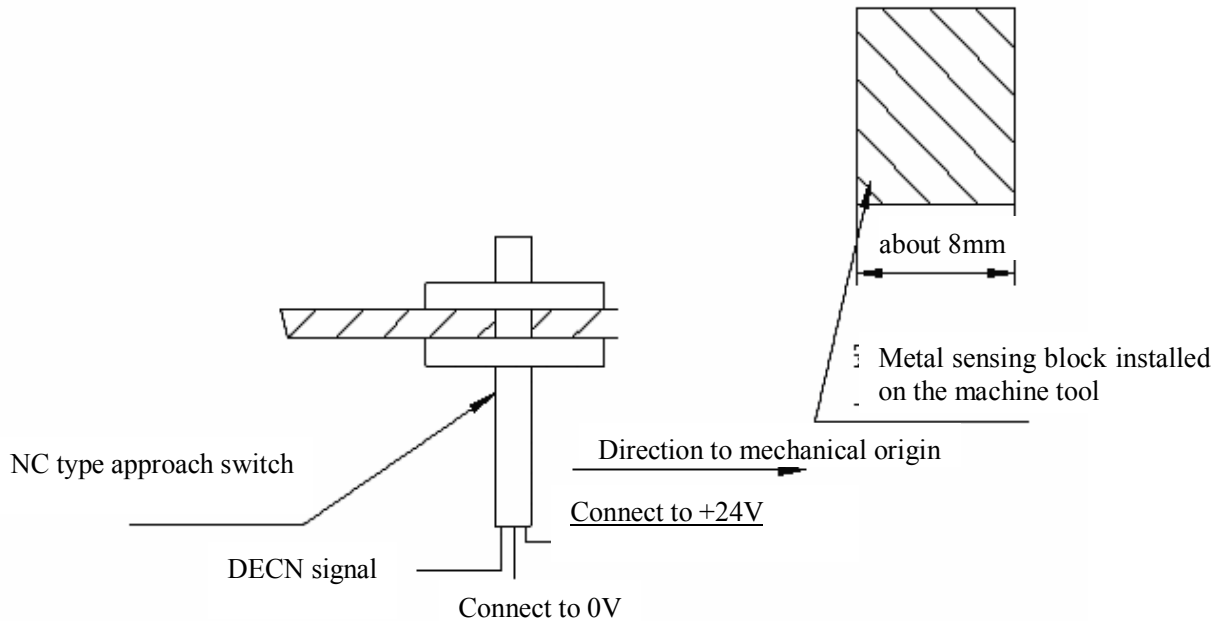 about 8mm
Metal sensing block installed
on the machine tool
NC type approach switch
Direction to mechanical origin
Connect to +24V
DECN signal
Connect to 0V